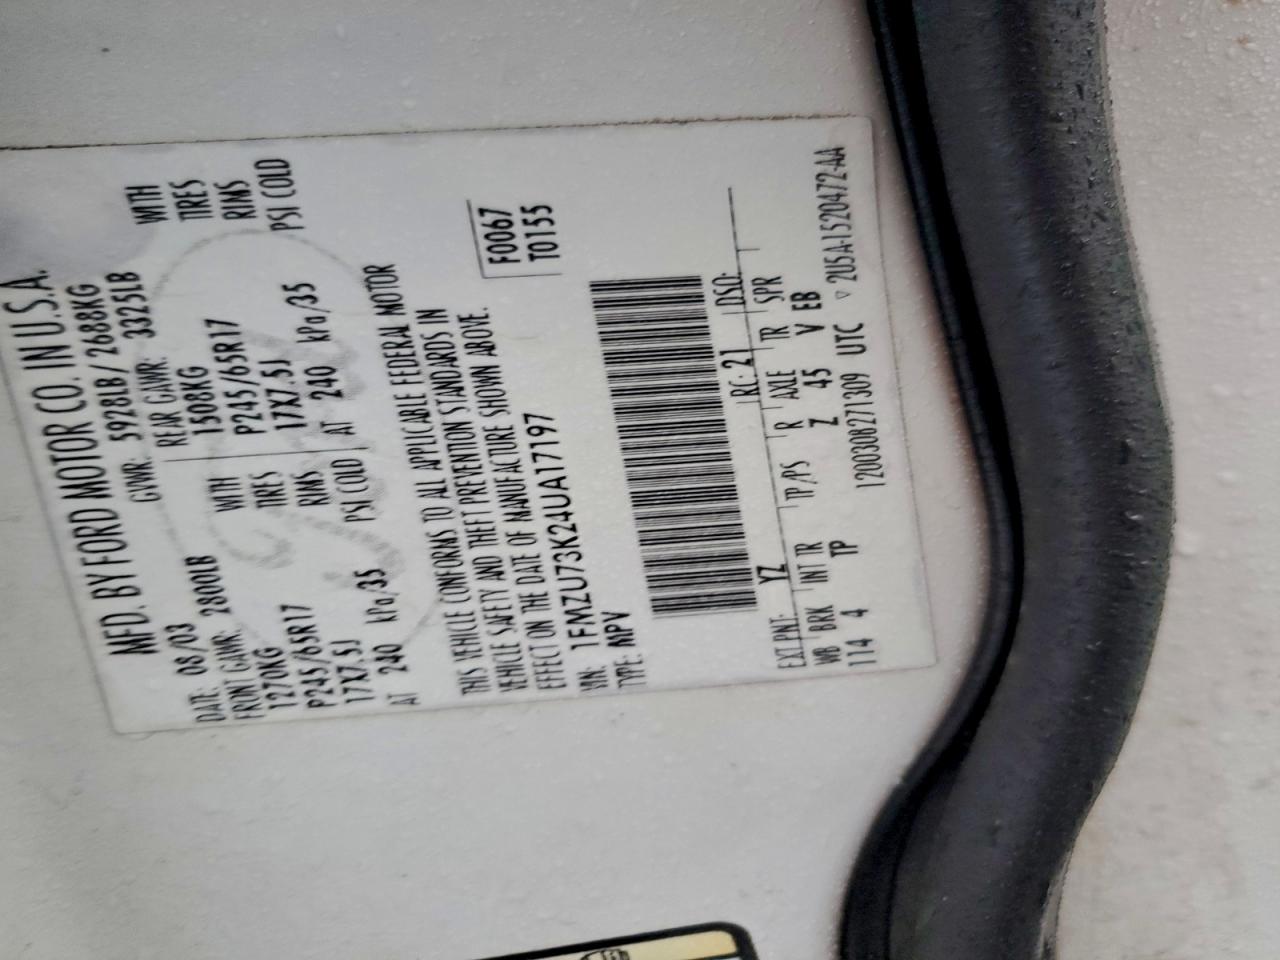 MFD. BY FORD MOTOR CO. IN U.S.A.
DATE: 08/03 GVWR: 5928LB/2688KG
FRONT GAWR: 2800LB REAR GAWR: 3325LB
1270KG WITH 1508KG WITH
P245/65R17 TIRES P245/65R17 TIRES
17X7.5J RIMS 17X7.5J RIMS
AT 240 kPa/35 PSI COLD AT 240 kPa/35 PSI COLD
THIS VEHICLE CONFORMS TO ALL APPLICABLE FEDERAL MOTOR
VEHICLE SAFETY AND THEFT PREVENTION STANDARDS IN
EFFECT ON THE DATE OF MANUFACTURE SHOWN ABOVE.
VIN: 1FMZU73K24UA17197
TYPE: MPV
F0067
T0155
EXT PNT: YZ RC: 27 DSO:
WB BRK INT TR TP/PS R AXLE TR SPR
114 4 TP Z 45 V EB
1200308271309 UTC ▽ 2U5A-1520472-AA